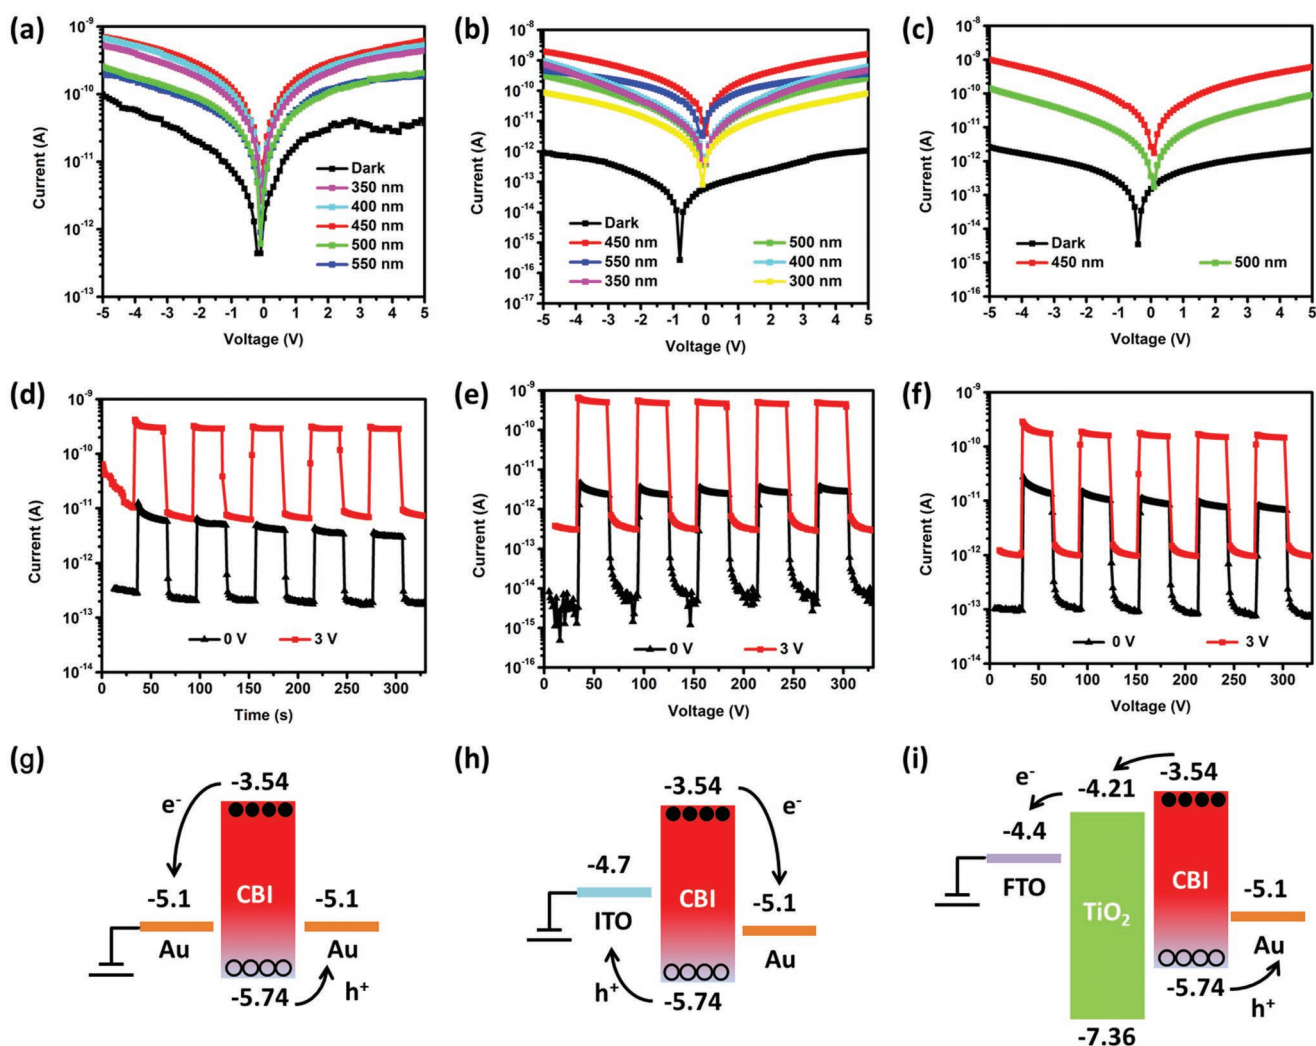 (a)
Current (A)
10⁻⁹
10⁻¹⁰
10⁻¹¹
10⁻¹²
10⁻¹³
Dark
350 nm
400 nm
450 nm
500 nm
550 nm
-5 -4 -3 -2 -1 0 1 2 3 4 5
Voltage (V)
(b)
Current (A)
10⁻⁷
10⁻⁸
10⁻⁹
10⁻¹⁰
10⁻¹¹
10⁻¹²
10⁻¹³
10⁻¹⁴
10⁻¹⁵
10⁻¹⁶
10⁻¹⁷
Dark
450 nm 500 nm
550 nm 400 nm
350 nm 300 nm
-5 -4 -3 -2 -1 0 1 2 3 4 5
Voltage (V)
(c)
Current (A)
10⁻⁸
10⁻⁹
10⁻¹⁰
10⁻¹¹
10⁻¹²
10⁻¹³
10⁻¹⁴
10⁻¹⁵
10⁻¹⁶
Dark
450 nm 500 nm
-5 -4 -3 -2 -1 0 1 2 3 4 5
Voltage (V)
(d)
Current (A)
10⁻⁹
10⁻¹⁰
10⁻¹¹
10⁻¹²
10⁻¹³
10⁻¹⁴
0 V 3 V
0 50 100 150 200 250 300
Time (s)
(e)
Current (A)
10⁻⁹
10⁻¹⁰
10⁻¹¹
10⁻¹²
10⁻¹³
10⁻¹⁴
10⁻¹⁵
10⁻¹⁶
0 V 3 V
0 50 100 150 200 250 300
Voltage (V)
(f)
Current (A)
10⁻⁹
10⁻¹⁰
10⁻¹¹
10⁻¹²
10⁻¹³
10⁻¹⁴
0 V 3 V
0 50 100 150 200 250 300
Voltage (V)
(g)
-3.54
e⁻
-5.1
CBI
-5.1
Au
Au
-5.74
h⁺
(h)
-3.54
e⁻
-4.7
CBI
-5.1
ITO
Au
h⁺
-5.74
(i)
e⁻
-4.21
-3.54
-4.4
FTO
TiO₂
CBI
-5.1
Au
-5.74
h⁺
-7.36